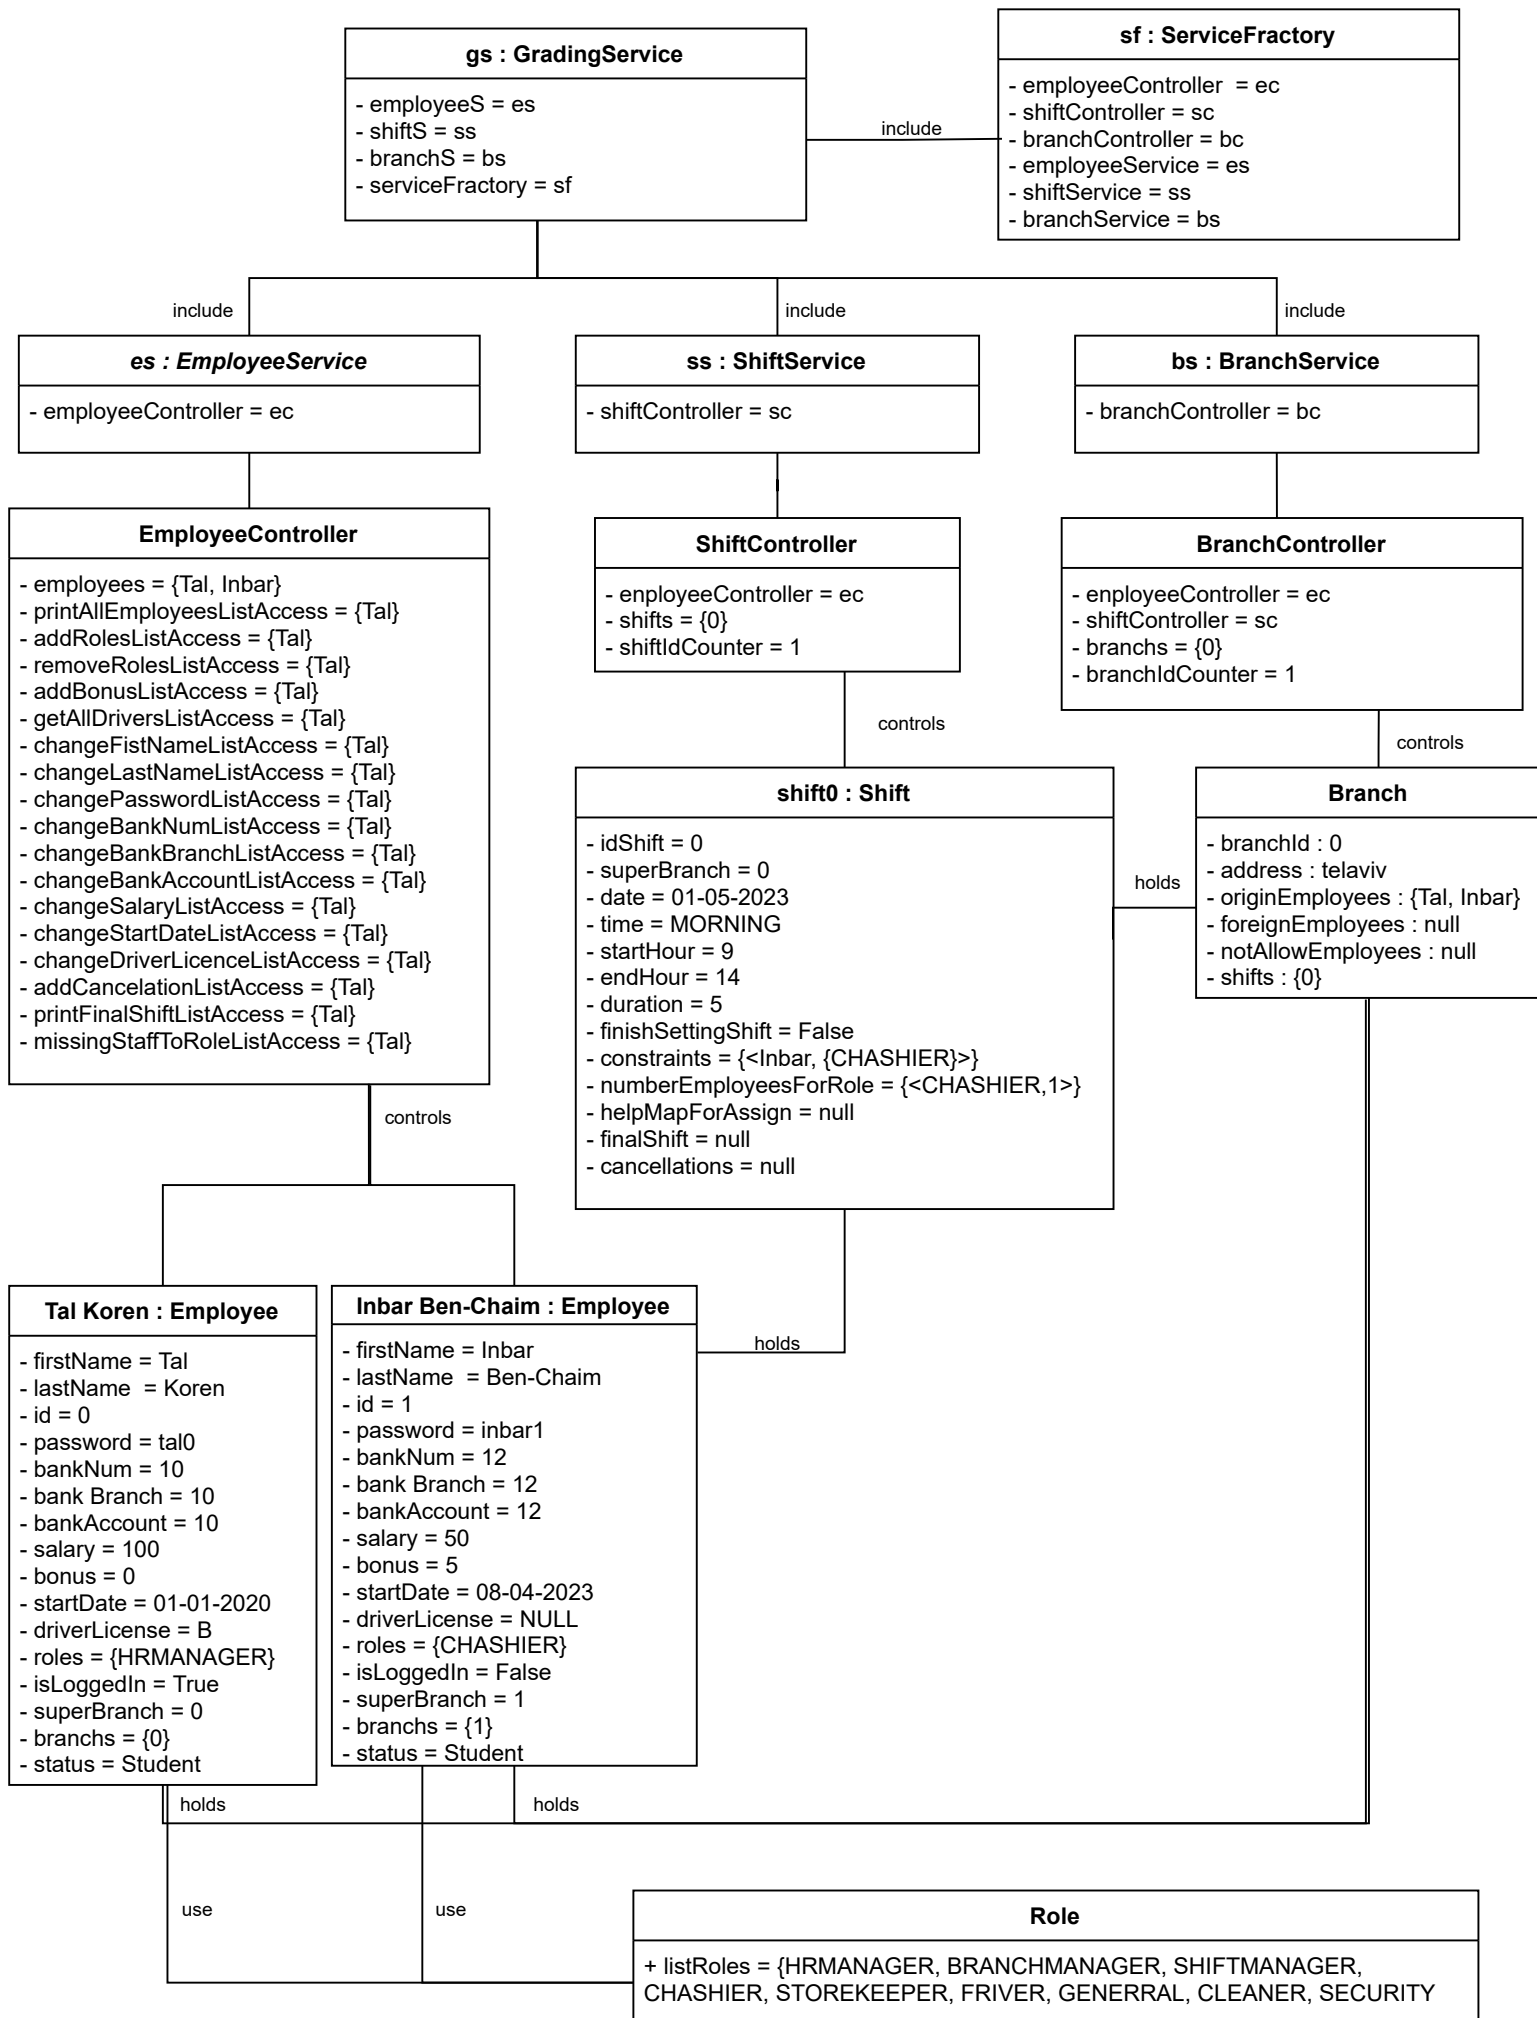 gs : GradingService
- employeeS = es
- shiftS = ss
- branchS = bs
- serviceFractory = sf
include
sf : ServiceFractory
- employeeController  = ec
- shiftController = sc
- branchController = bc
- employeeService = es
- shiftService = ss
- branchService = bs
include
include
include
es : EmployeeService
- employeeController = ec
ss : ShiftService
- shiftController = sc
bs : BranchService
- branchController = bc
EmployeeController
- employees = {Tal, Inbar}
- printAllEmployeesListAccess = {Tal}
- addRolesListAccess = {Tal}
- removeRolesListAccess = {Tal}
- addBonusListAccess = {Tal}
- getAllDriversListAccess = {Tal}
- changeFistNameListAccess = {Tal}
- changeLastNameListAccess = {Tal}
- changePasswordListAccess = {Tal}
- changeBankNumListAccess = {Tal}
- changeBankBranchListAccess = {Tal}
- changeBankAccountListAccess = {Tal}
- changeSalaryListAccess = {Tal}
- changeStartDateListAccess = {Tal}
- changeDriverLicenceListAccess = {Tal}
- addCancelationListAccess = {Tal}
- printFinalShiftListAccess = {Tal}
- missingStaffToRoleListAccess = {Tal}
ShiftController
- enployeeController = ec
- shifts = {0}
- shiftIdCounter = 1
BranchController
- enployeeController = ec
- shiftController = sc
- branchs = {0}
- branchIdCounter = 1
controls
controls
shift0 : Shift
- idShift = 0
- superBranch = 0
- date = 01-05-2023
- time = MORNING
- startHour = 9
- endHour = 14
- duration = 5
- finishSettingShift = False
- constraints = {<Inbar, {CHASHIER}>}
- numberEmployeesForRole = {<CHASHIER,1>}
- helpMapForAssign = null
- finalShift = null
- cancellations = null
holds
Branch
- branchId : 0
- address : telaviv
- originEmployees : {Tal, Inbar}
- foreignEmployees : null
- notAllowEmployees : null
- shifts : {0}
controls
Tal Koren : Employee
- firstName = Tal
- lastName  = Koren
- id = 0
- password = tal0
- bankNum = 10
- bank Branch = 10
- bankAccount = 10
- salary = 100
- bonus = 0
- startDate = 01-01-2020
- driverLicense = B
- roles = {HRMANAGER}
- isLoggedIn = True
- superBranch = 0
- branchs = {0}
- status = Student
Inbar Ben-Chaim : Employee
- firstName = Inbar
- lastName  = Ben-Chaim
- id = 1
- password = inbar1
- bankNum = 12
- bank Branch = 12
- bankAccount = 12
- salary = 50
- bonus = 5
- startDate = 08-04-2023
- driverLicense = NULL
- roles = {CHASHIER}
- isLoggedIn = False
- superBranch = 1
- branchs = {1}
- status = Student
holds
holds
holds
use
use
Role
+ listRoles = {HRMANAGER, BRANCHMANAGER, SHIFTMANAGER,
CHASHIER, STOREKEEPER, FRIVER, GENERRAL, CLEANER, SECURITY